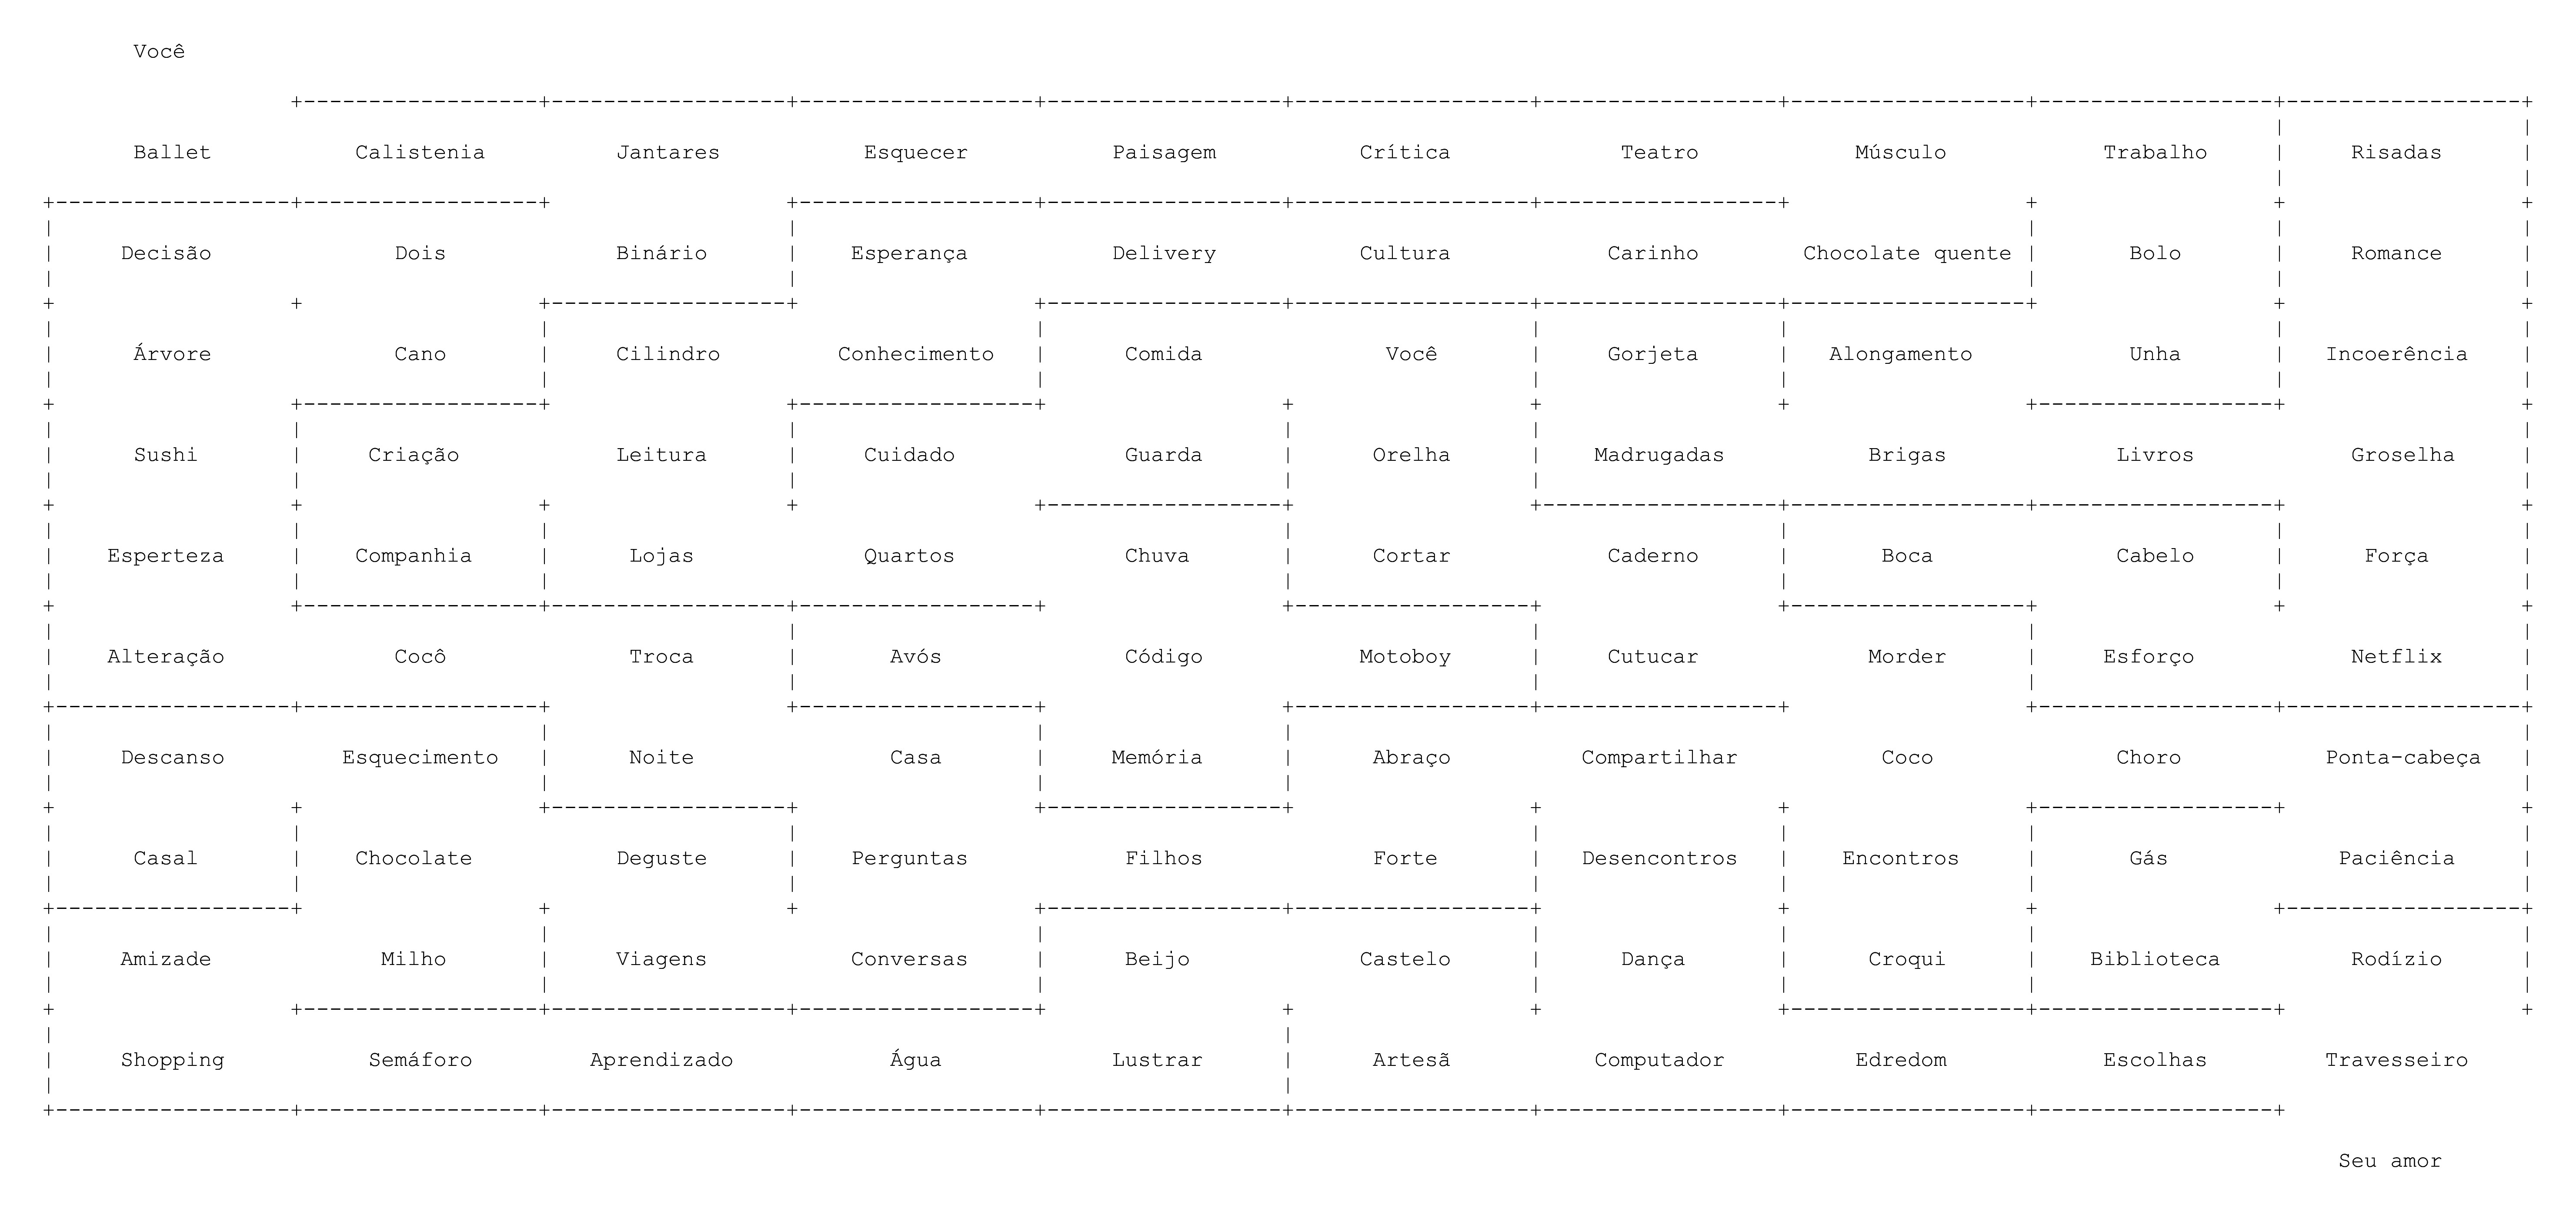 Você
Ballet Calistenia Jantares Esquecer Paisagem Crítica Teatro Músculo Trabalho Risadas
Decisão Dois Binário Esperança Delivery Cultura Carinho Chocolate quente Bolo Romance
Árvore Cano Cilindro Conhecimento Comida Você Gorjeta Alongamento Unha Incoerência
Sushi Criação Leitura Cuidado Guarda Orelha Madrugadas Brigas Livros Groselha
Esperteza Companhia Lojas Quartos Chuva Cortar Caderno Boca Cabelo Força
Alteração Cocô Troca Avós Código Motoboy Cutucar Morder Esforço Netflix
Descanso Esquecimento Noite Casa Memória Abraço Compartilhar Coco Choro Ponta-cabeça
Casal Chocolate Deguste Perguntas Filhos Forte Desencontros Encontros Gás Paciência
Amizade Milho Viagens Conversas Beijo Castelo Dança Croqui Biblioteca Rodízio
Shopping Semáforo Aprendizado Água Lustrar Artesã Computador Edredom Escolhas Travesseiro
Seu amor